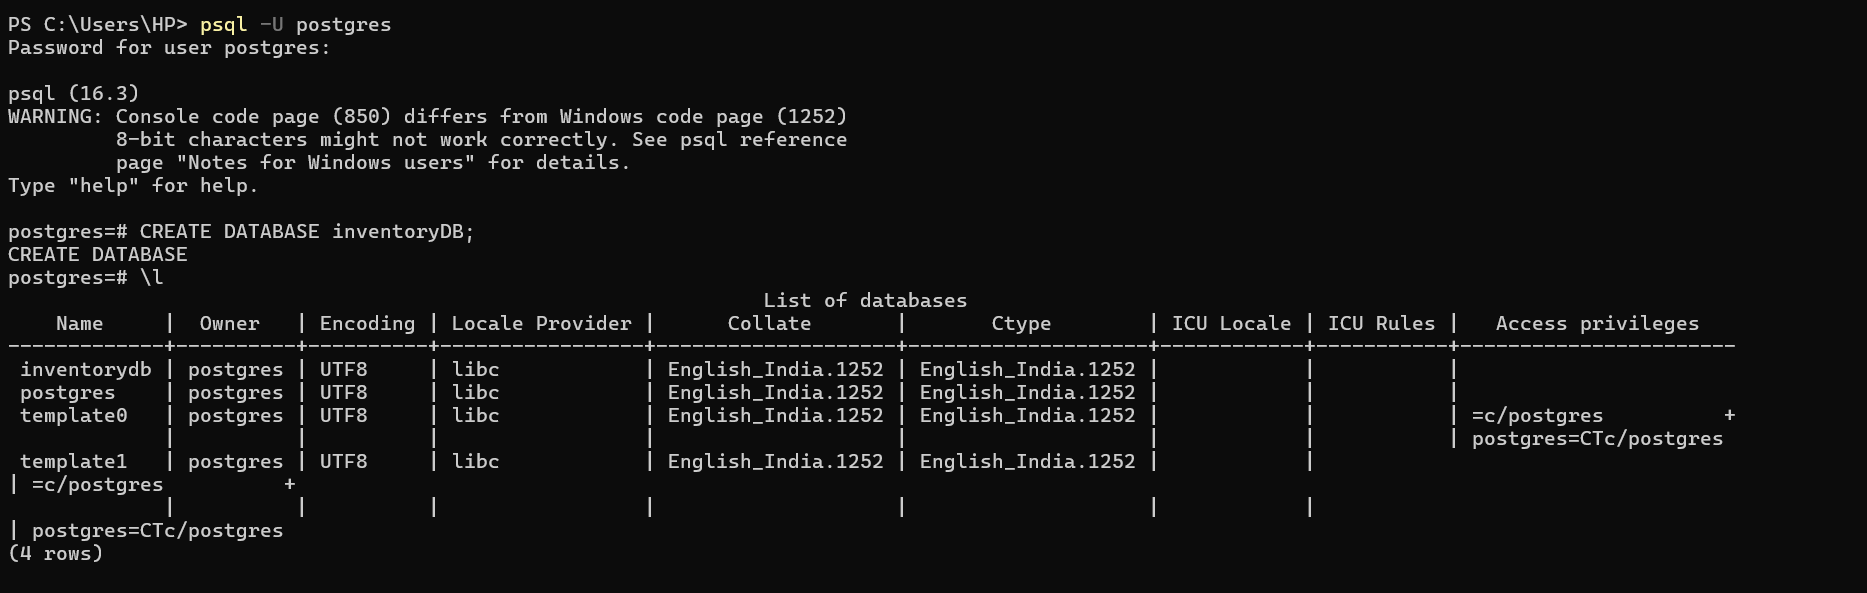 PS C:\Users\HP> psql -U postgres
Password for user postgres:

psql (16.3)
WARNING: Console code page (850) differs from Windows code page (1252)
         8-bit characters might not work correctly. See psql reference
         page "Notes for Windows users" for details.
Type "help" for help.

postgres=# CREATE DATABASE inventoryDB;
CREATE DATABASE
postgres=# \l
                                                               List of databases
    Name     |  Owner   | Encoding | Locale Provider |      Collate       |       Ctype        | ICU Locale | ICU Rules |   Access privileges
-------------+----------+----------+-----------------+--------------------+--------------------+------------+-----------+-----------------------
 inventorydb | postgres | UTF8     | libc            | English_India.1252 | English_India.1252 |            |           |
 postgres    | postgres | UTF8     | libc            | English_India.1252 | English_India.1252 |            |           |
 template0   | postgres | UTF8     | libc            | English_India.1252 | English_India.1252 |            |           | =c/postgres          +
             |          |          |                 |                    |                    |            |           | postgres=CTc/postgres
 template1   | postgres | UTF8     | libc            | English_India.1252 | English_India.1252 |            |
| =c/postgres          +
             |          |          |                 |                    |                    |            |
| postgres=CTc/postgres
(4 rows)